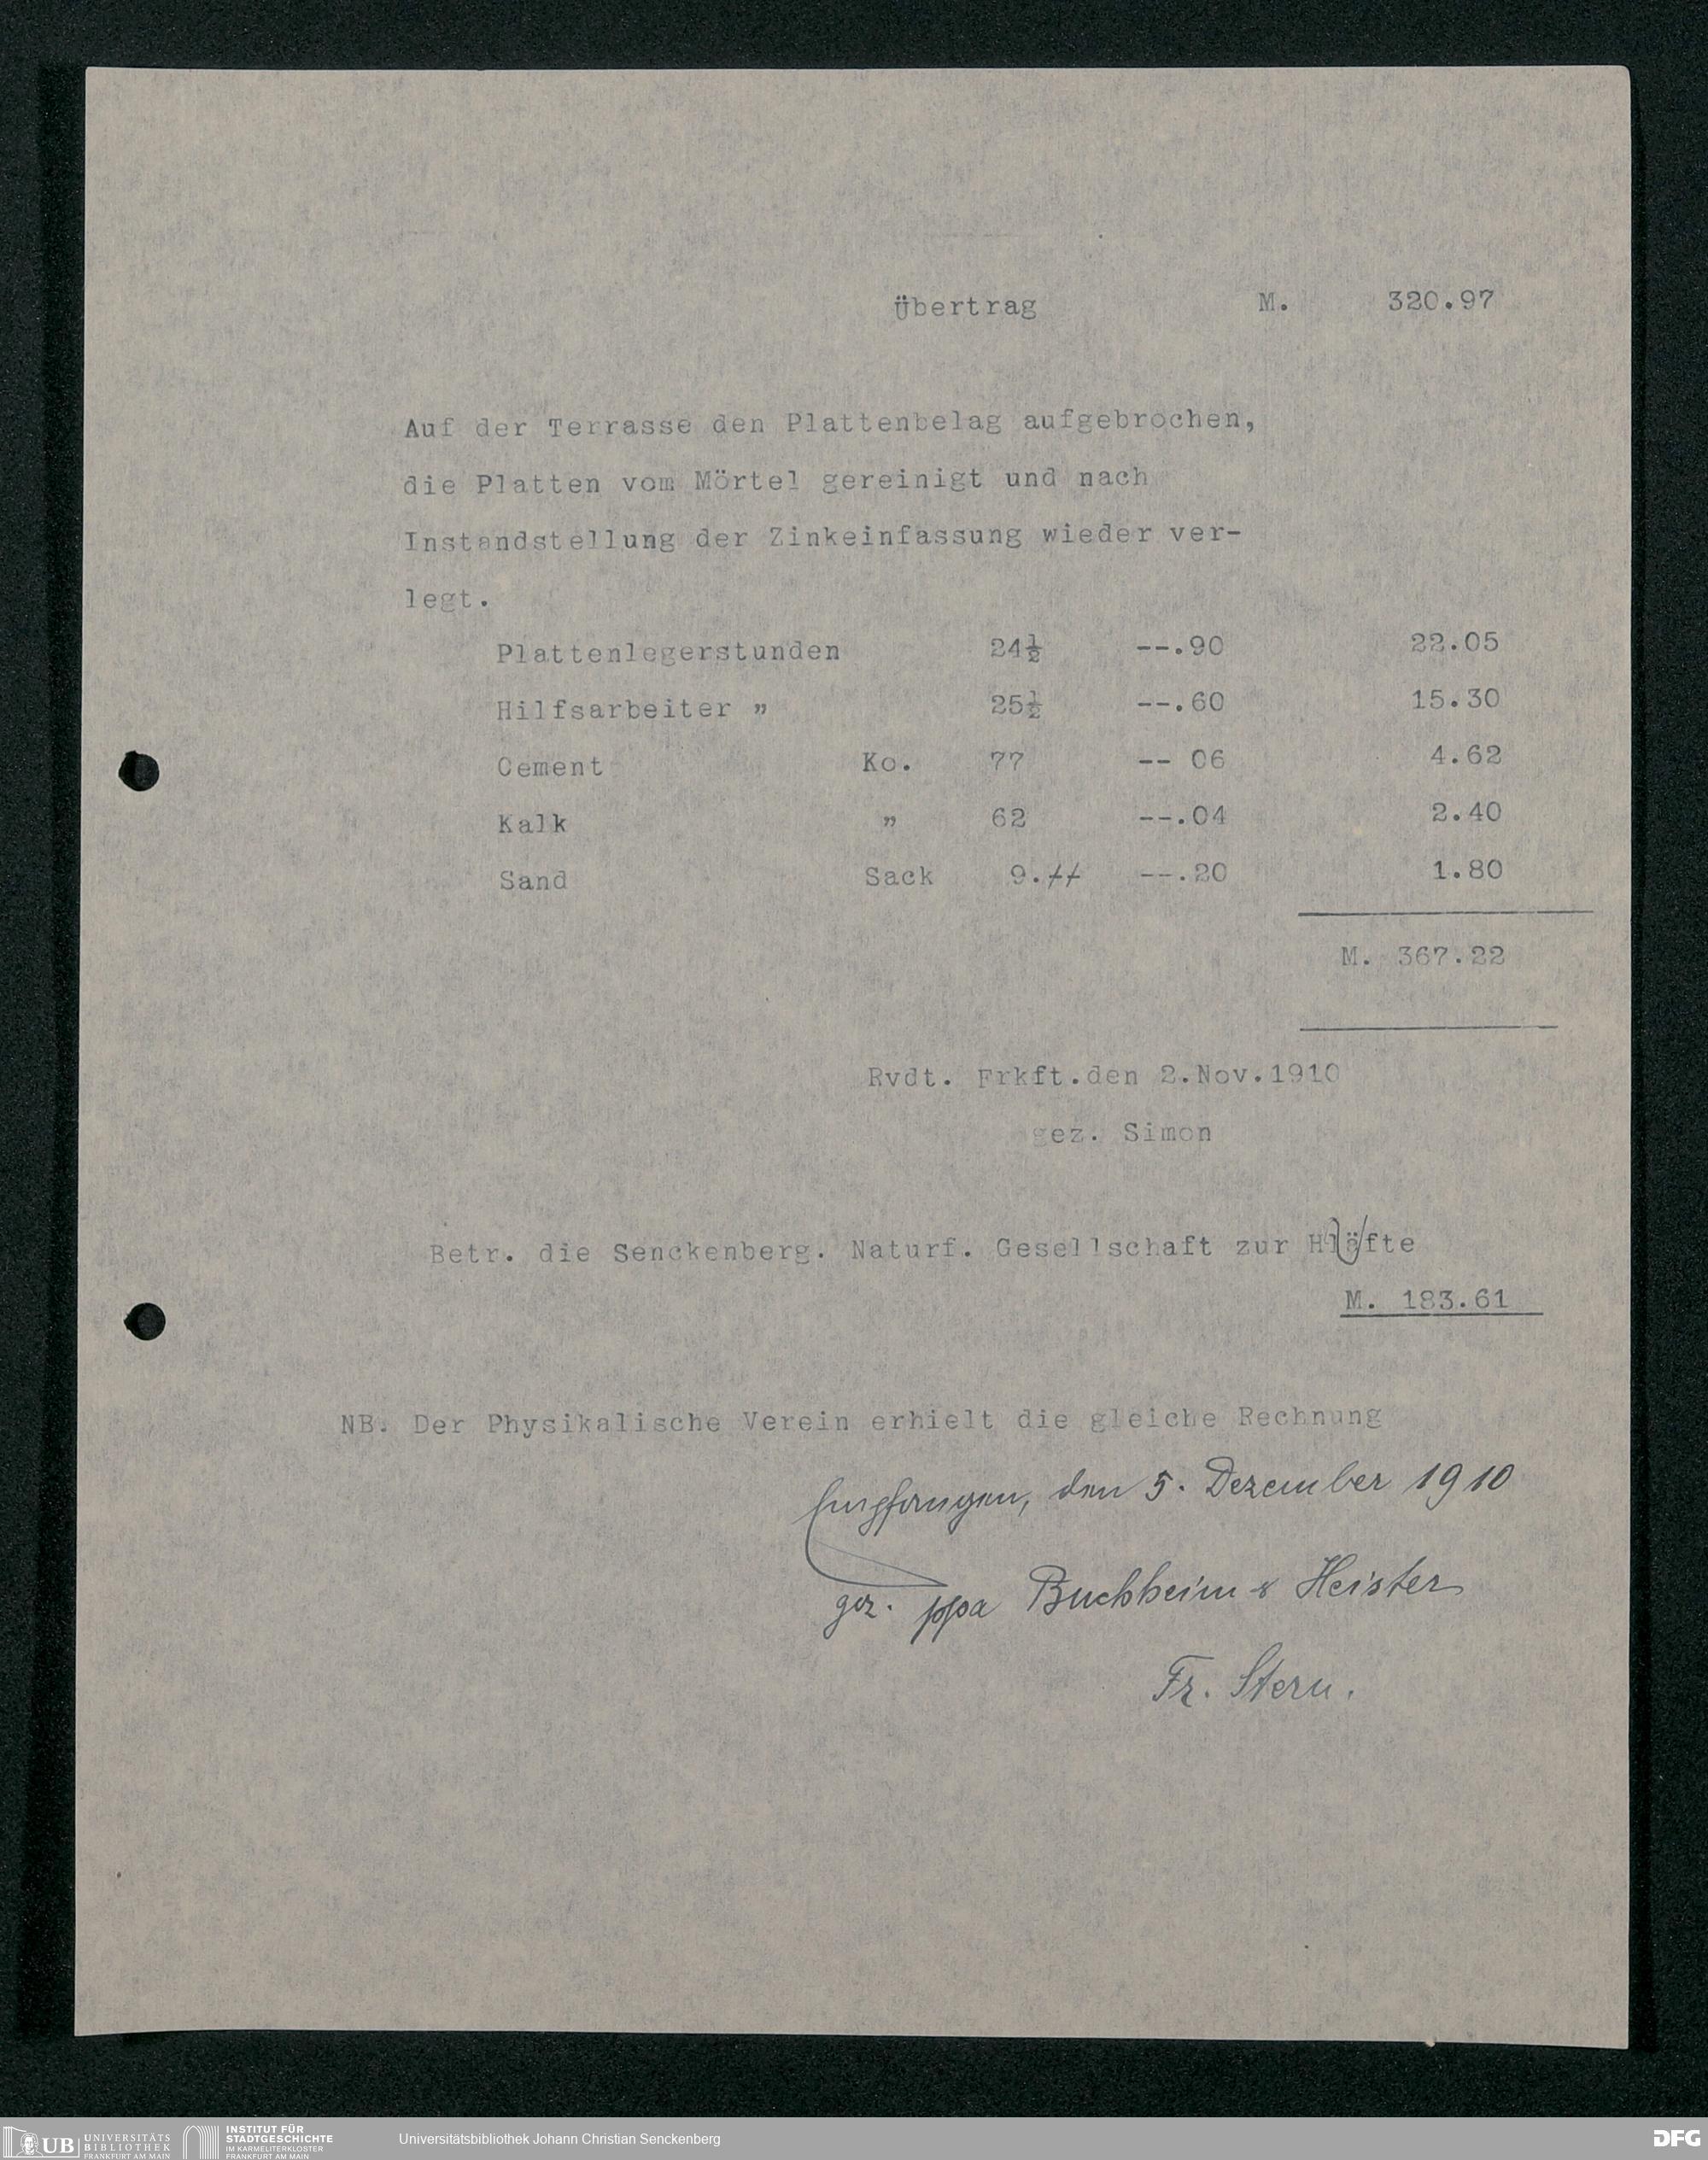 Übertrag M. 320.97
Auf der Terrasse den Plattenbelag aufgebrochen,
die Platten vom Mörtel gereinigt und nach
Instandstellung der Zinkeinfassung wieder ver-
legt.
Plattenlegerstunden 24½ --.90 22.05
Hilfsarbeiter " 25½ --.60 15.30
Cement Ko. 77 -- 06 4.62
Kalk " 62 --.04 2.40
Sand Sack 9.-- --.20 1.80
M. 367.22
Rvdt. Frkft.den 2.Nov.1910
gez. Simon
Betr. die Senckenberg. Naturf. Gesellschaft zur Hläfte
M. 183.61
NB. Der Physikalische Verein erhielt die gleiche Rechnung
Empfangen, den 5. Dezember 1910
gez. ppa Buchheim & Heister
Fr. Stern.
UB UNIVERSITÄTS
BIBLIOTHEK
FRANKFURT AM MAIN
INSTITUT FÜR
STADTGESCHICHTE
IM KARMELITERKLOSTER
FRANKFURT AM MAIN
Universitätsbibliothek Johann Christian Senckenberg
DFG